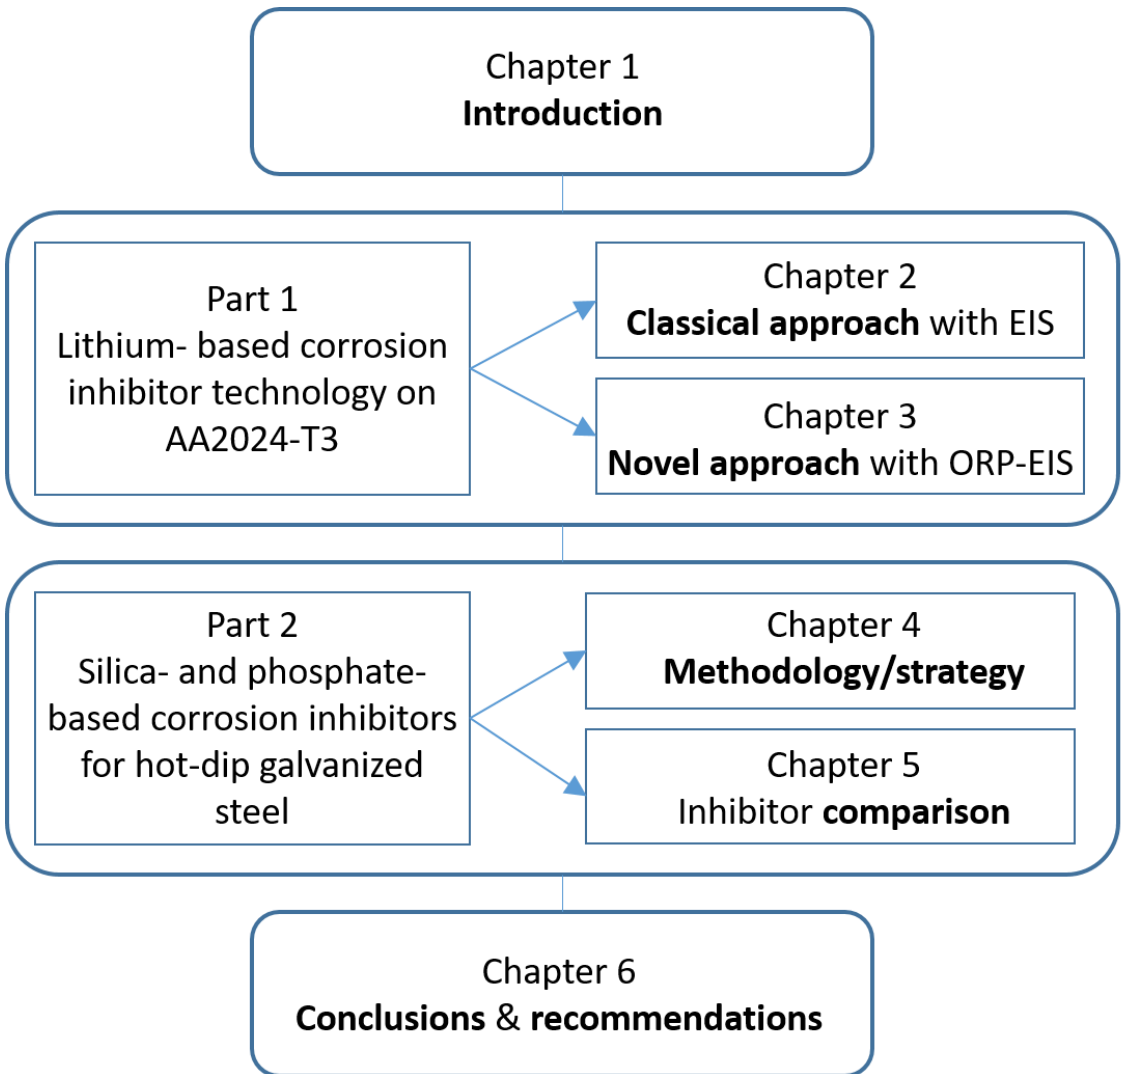 Chapter 1
Introduction
Part 1
Lithium- based corrosion
inhibitor technology on
AA2024-T3
Chapter 2
Classical approach with EIS
Chapter 3
Novel approach with ORP-EIS
Part 2
Silica- and phosphate-
based corrosion inhibitors
for hot-dip galvanized
steel
Chapter 4
Methodology/strategy
Chapter 5
Inhibitor comparison
Chapter 6
Conclusions & recommendations